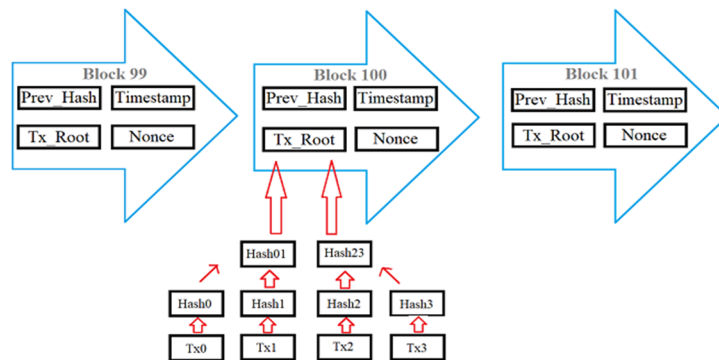 Block 99
Prev_Hash Timestamp
Tx_Root Nonce
Block 100
Prev_Hash Timestamp
Tx_Root Nonce
Block 101
Prev_Hash Timestamp
Tx_Root Nonce
Hash01 Hash23
Hash0 Hash1 Hash2 Hash3
Tx0 Tx1 Tx2 Tx3